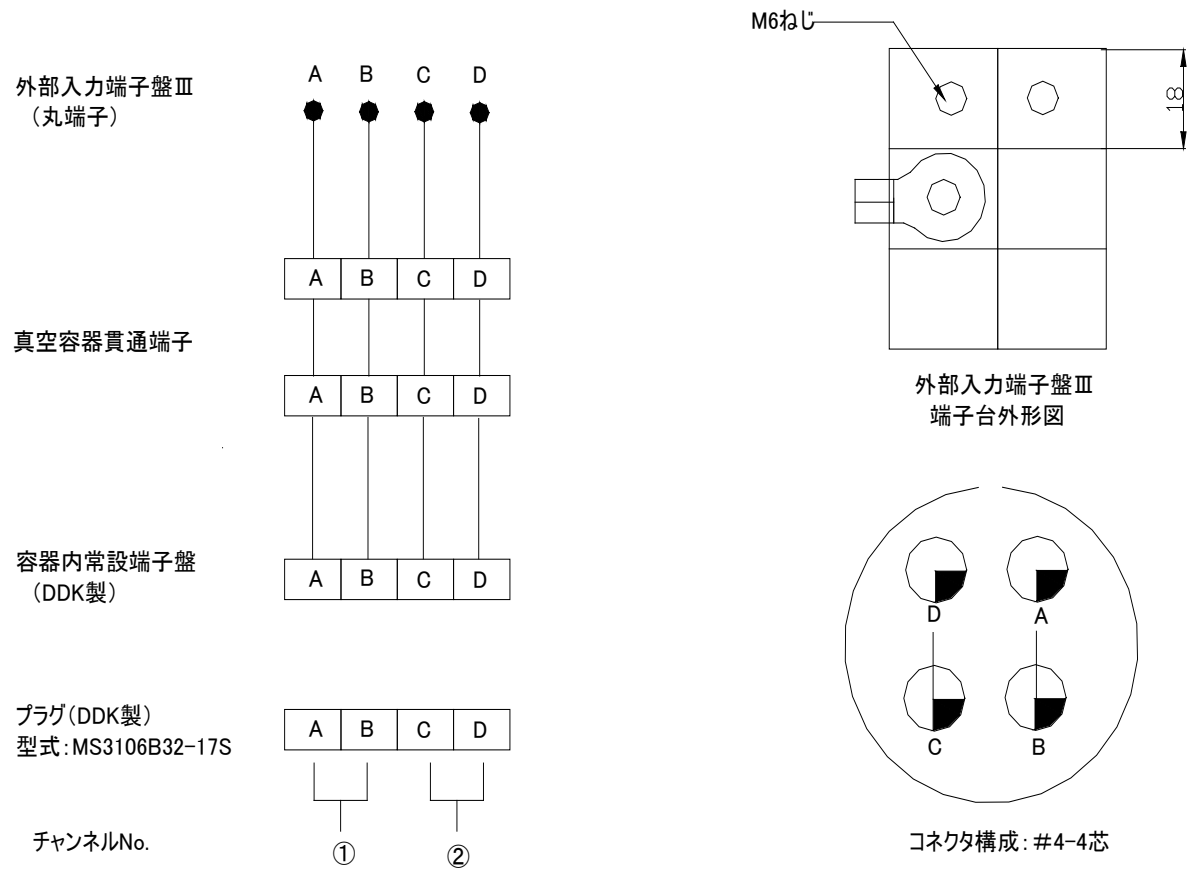 M6ねじ
外部入力端子盤Ⅲ
(丸端子)
A B C D
18
A B C D
真空容器貫通端子
A B C D
外部入力端子盤Ⅲ
端子台外形図
容器内常設端子盤
(DDK製)
A B C D
D A
C B
プラグ(DDK製)
型式:MS3106B32-17S
A B C D
チャンネルNo.
① ②
コネクタ構成:#4-4芯